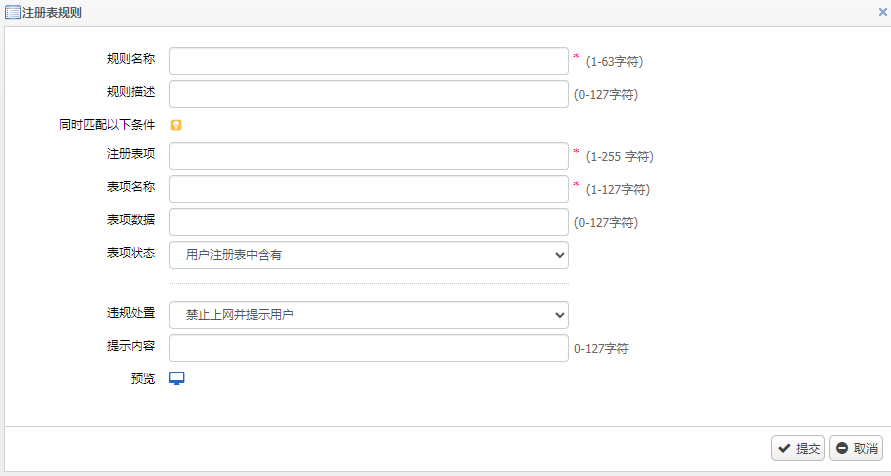 注册表规则
规则名称 * (1-63字符)
规则描述 (0-127字符)
同时匹配以下条件
注册表项 * (1-255 字符)
表项名称 * (1-127字符)
表项数据 (0-127字符)
表项状态 用户注册表中含有
违规处置 禁止上网并提示用户
提示内容 0-127字符
预览
提交 取消